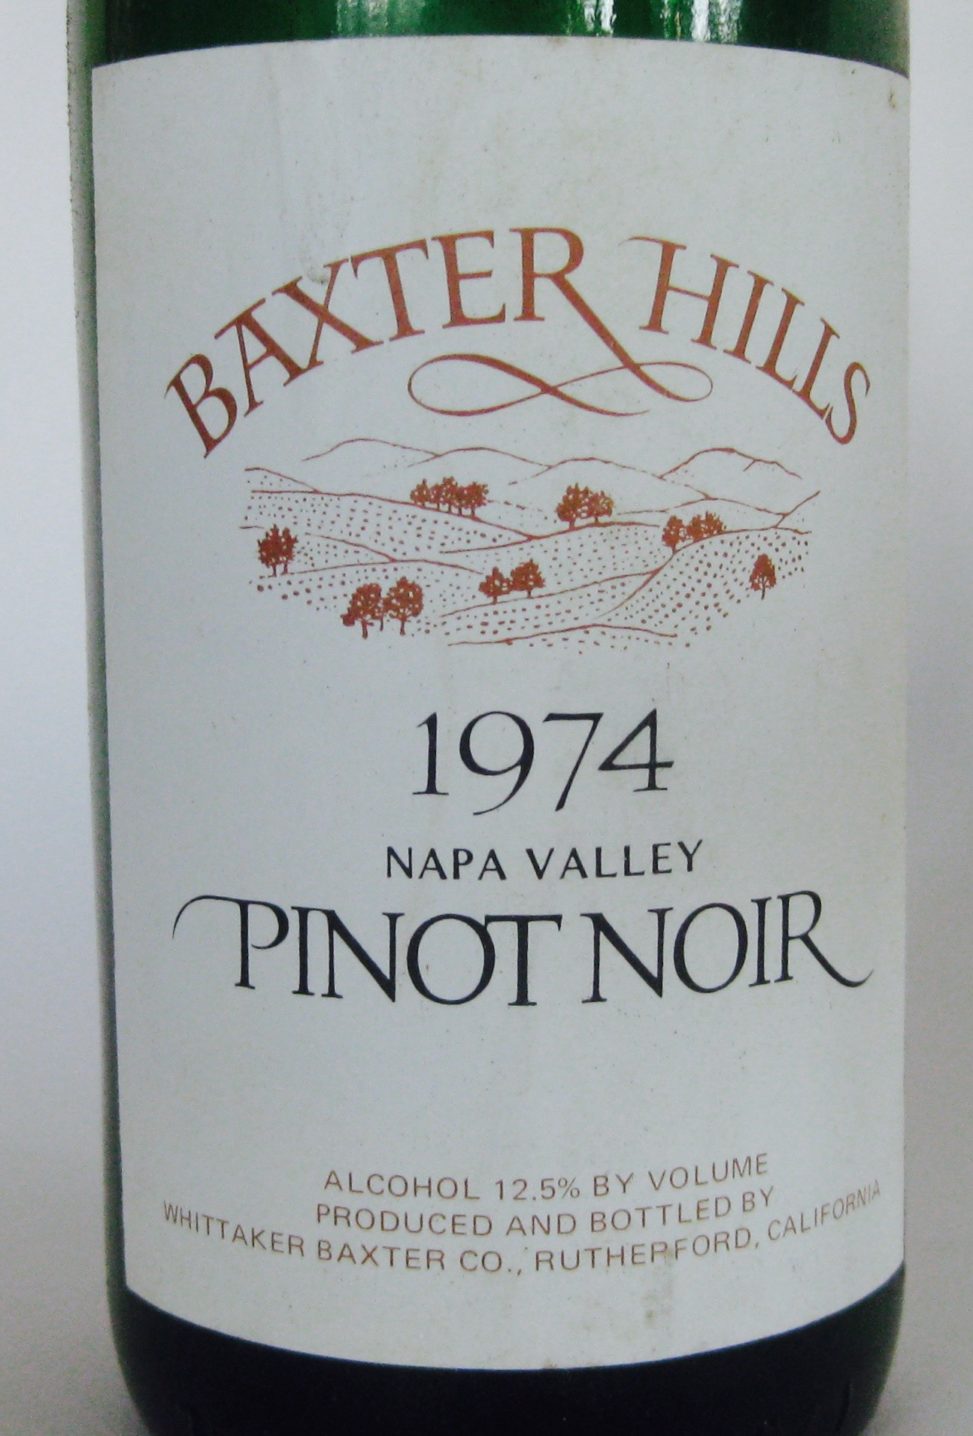 BAXTER HILLS
1974
NAPA VALLEY
PINOT NOIR
ALCOHOL 12.5% BY VOLUME
PRODUCED AND BOTTLED BY
WHITTAKER BAXTER CO., RUTHERFORD, CALIFORNIA